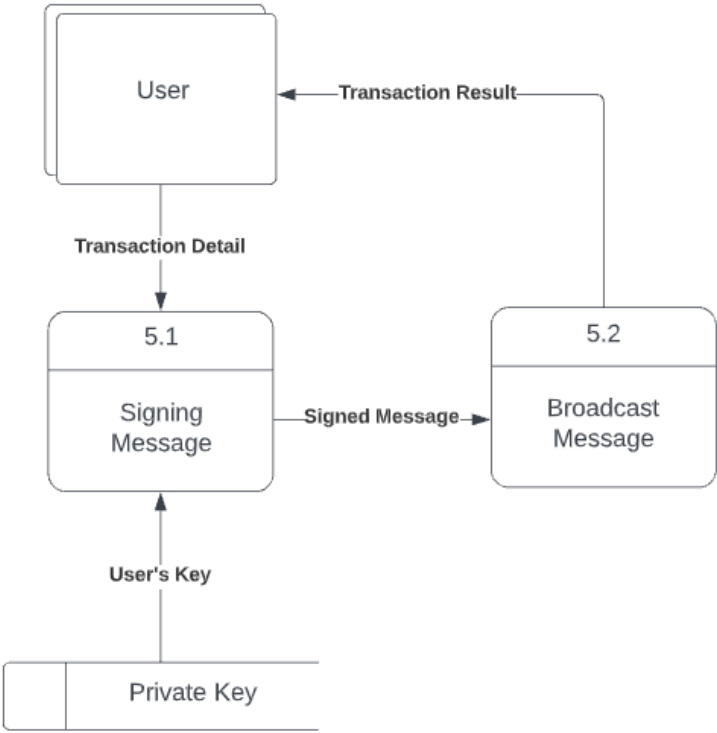 User
Transaction Result
Transaction Detail
5.1
Signing
Message
Signed Message
5.2
Broadcast
Message
User's Key
Private Key